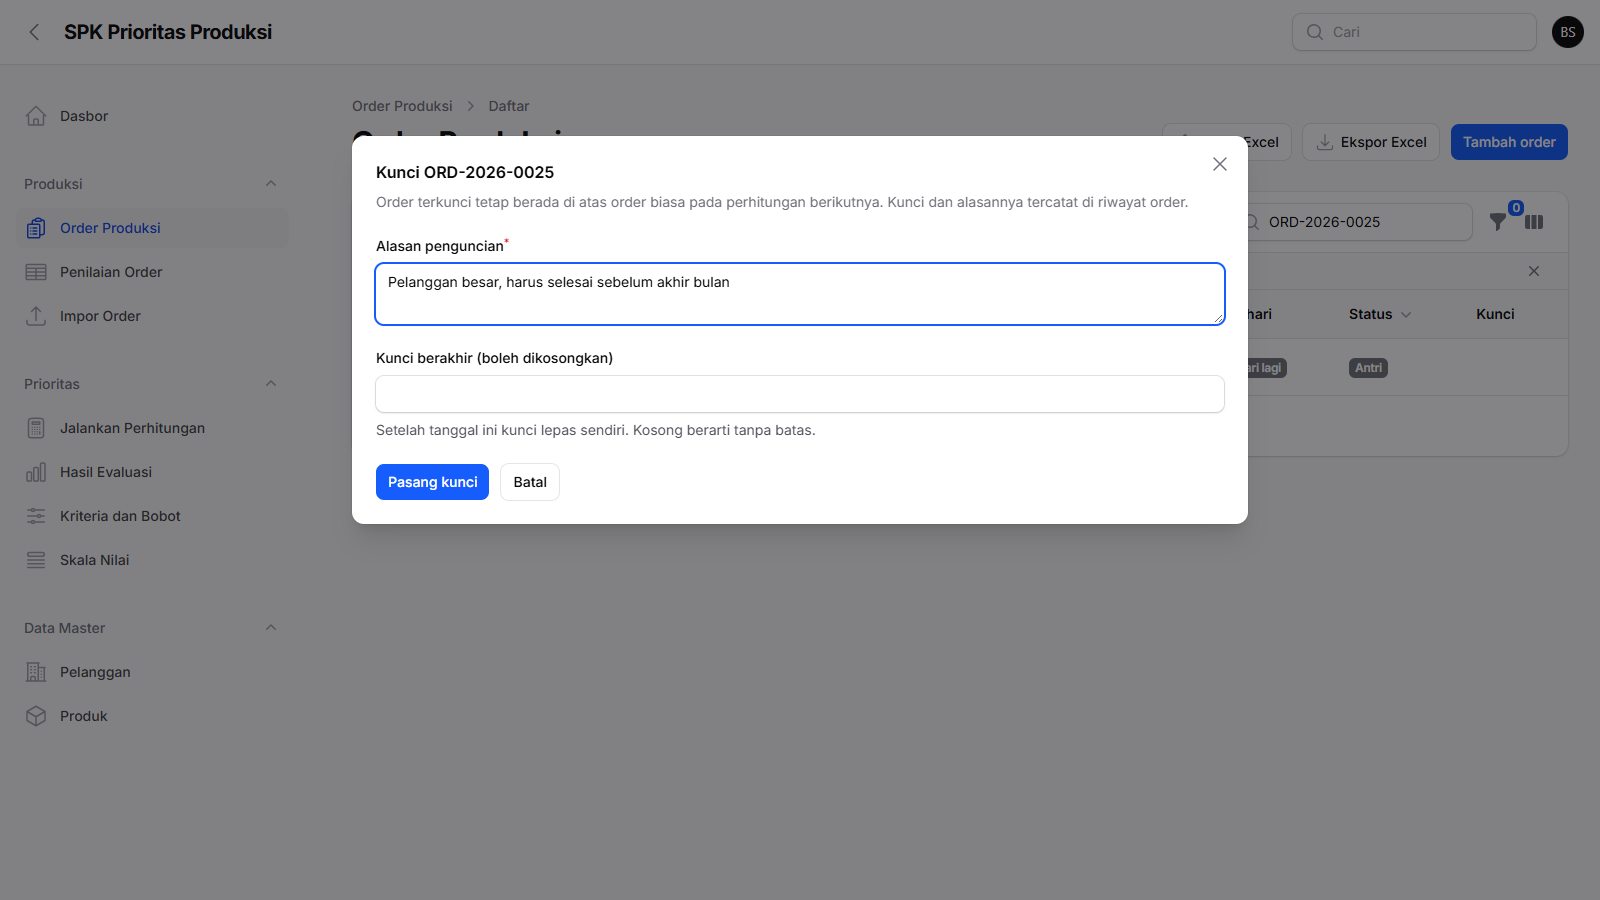 SPK Prioritas Produksi
Cari
BS
Dasbor
Produksi
Order Produksi
Penilaian Order
Impor Order
Prioritas
Jalankan Perhitungan
Hasil Evaluasi
Kriteria dan Bobot
Skala Nilai
Data Master
Pelanggan
Produk
Order Produksi > Daftar
Excel
Ekspor Excel
Tambah order
ORD-2026-0025
0
hari
Status
Kunci
lagi
Antri
Kunci ORD-2026-0025
Order terkunci tetap berada di atas order biasa pada perhitungan berikutnya. Kunci dan alasannya tercatat di riwayat order.
Alasan penguncian*
Pelanggan besar, harus selesai sebelum akhir bulan
Kunci berakhir (boleh dikosongkan)
Setelah tanggal ini kunci lepas sendiri. Kosong berarti tanpa batas.
Pasang kunci
Batal